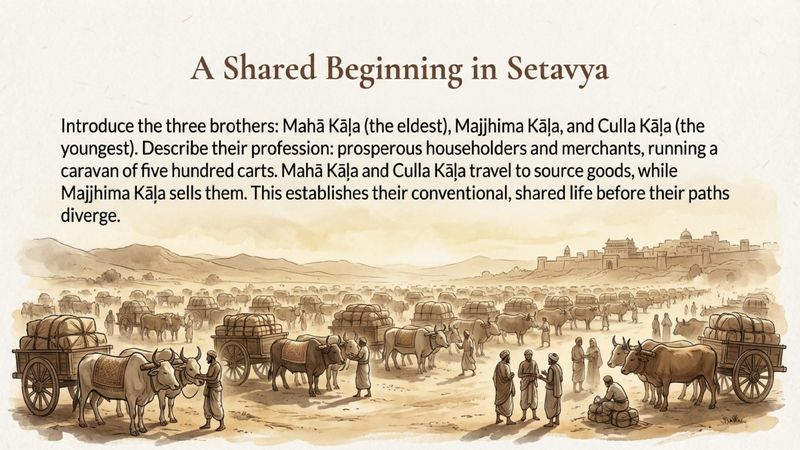 A Shared Beginning in Setavya
Introduce the three brothers: Mahā Kāḷa (the eldest), Majjhima Kāḷa, and Culla Kāḷa (the
youngest). Describe their profession: prosperous householders and merchants, running a
caravan of five hundred carts. Mahā Kāḷa and Culla Kāḷa travel to source goods, while
Majjhima Kāḷa sells them. This establishes their conventional, shared life before their paths
diverge.